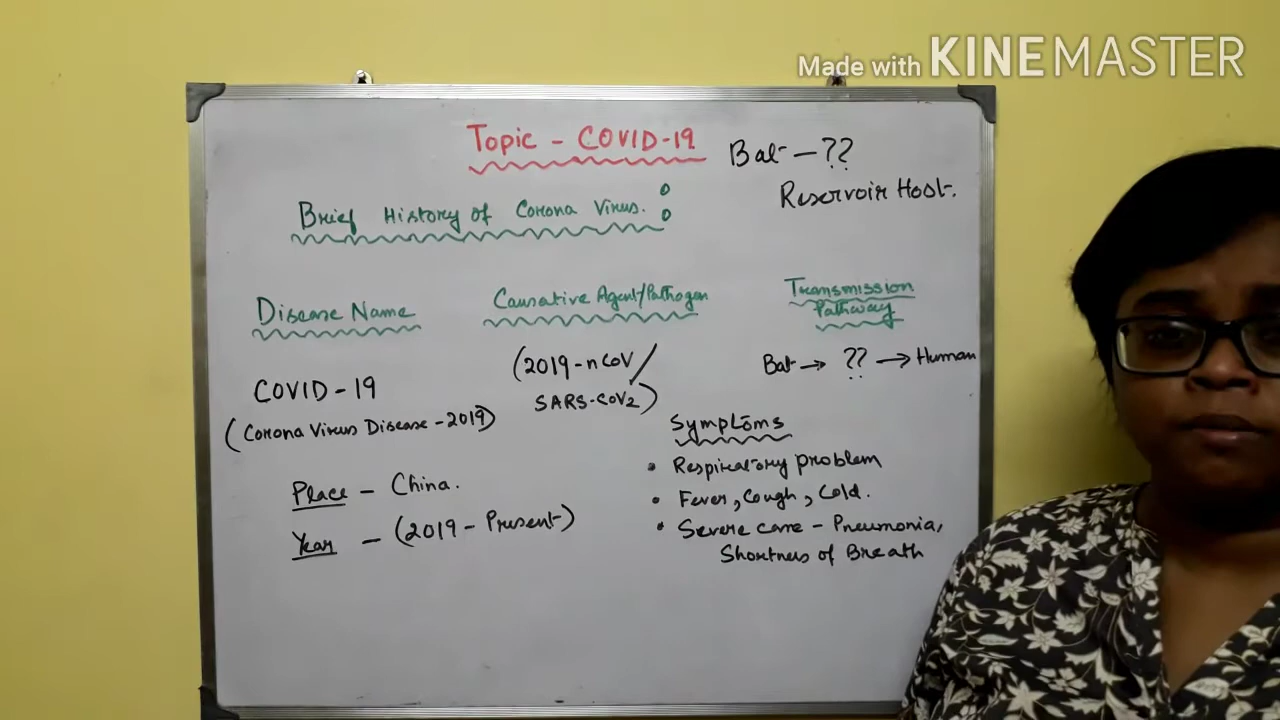 Made with KINEMASTER
Topic - COVID-19
Bat - ??
Reservoir Host.
Brief History of Corona Virus. :
Disease Name
Causative Agent/Pathogen
Transmission
Pathway
COVID-19
(Corona Virus Disease - 2019)
(2019-nCoV/
SARS-CoV2)
Bat → ?? → Human
Place - China.
Year - (2019 - Present)
Symptoms
• Respiratory problem
• Fever, Cough, Cold.
• Severe case - Pneumonia,
Shortness of Breath